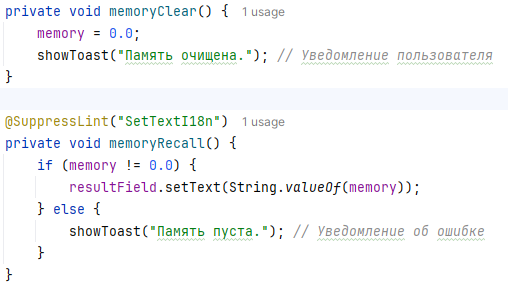 private void memoryClear() { 1 usage
    memory = 0.0;
    showToast("Память очищена."); // Уведомление пользователя
}
@SuppressLint("SetTextI18n") 1 usage
private void memoryRecall() {
    if (memory != 0.0) {
        resultField.setText(String.valueOf(memory));
    } else {
        showToast("Память пуста."); // Уведомление об ошибке
    }
}